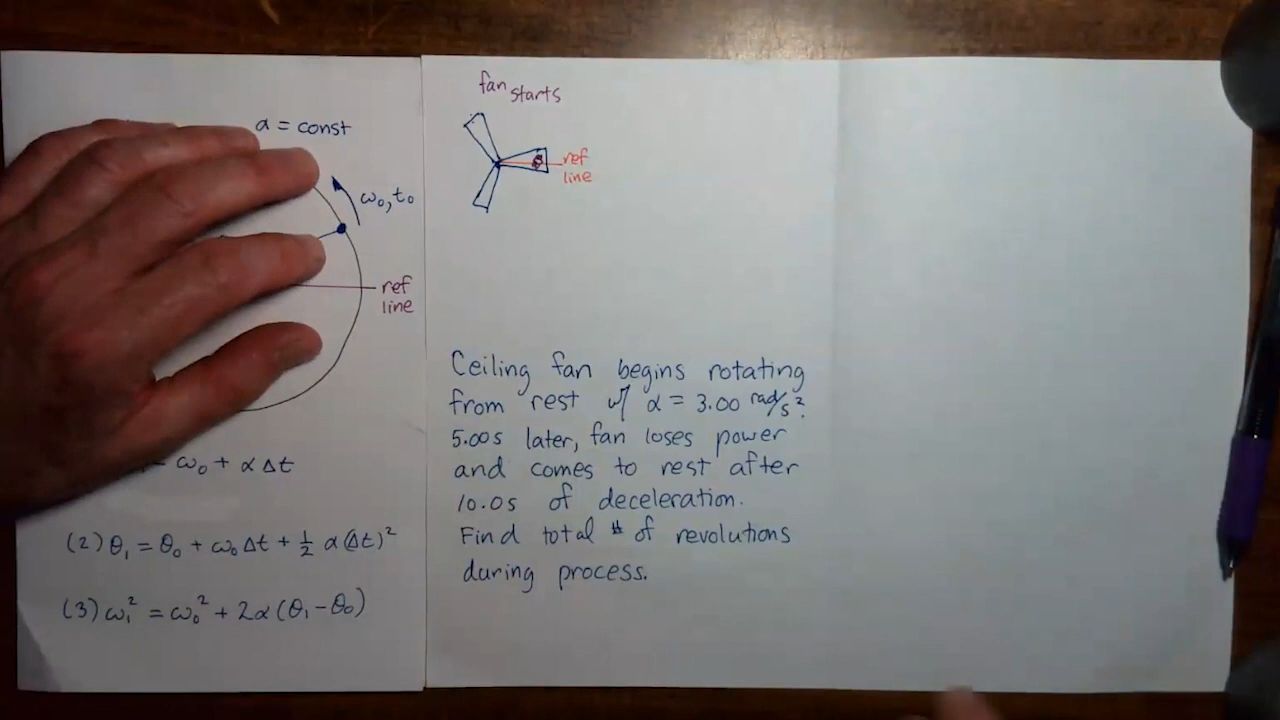 α = const
ω₀, t₀
ref
line
ω₀ + α Δt
(2) θ₁ = θ₀ + ω₀ Δt + ½ α (Δt)²
(3) ω₁² = ω₀² + 2α (θ₁ - θ₀)
fan starts
ref
line
Ceiling fan begins rotating
from rest w/ α = 3.00 rad/s².
5.00s later, fan loses power
and comes to rest after
10.0s of deceleration.
Find total # of revolutions
during process.